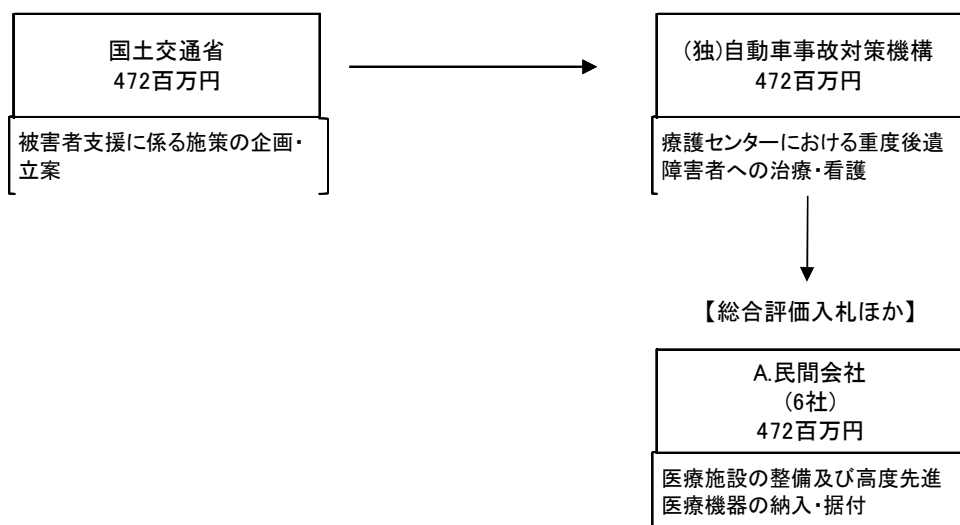 国土交通省
472百万円
被害者支援に係る施策の企画・
立案
(独)自動車事故対策機構
472百万円
療護センターにおける重度後遺
障害者への治療・看護
【総合評価入札ほか】
A.民間会社
(6社)
472百万円
医療施設の整備及び高度先進
医療機器の納入・据付